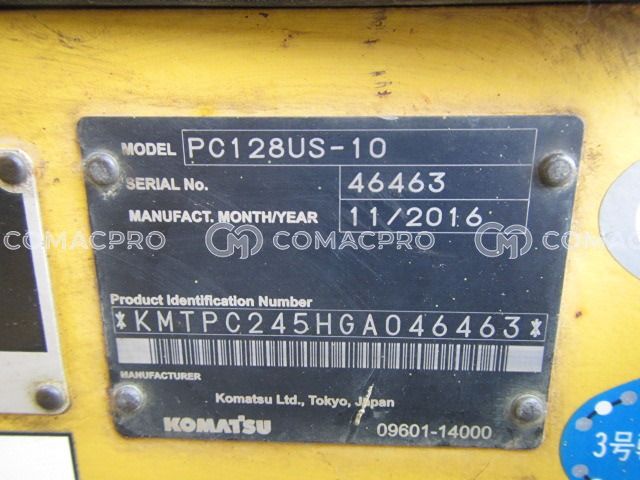 MODEL PC128US-10
SERIAL No. 46463
MANUFACT. MONTH/YEAR 11/2016
COMACPRO COMACPRO COMACPRO
Product Identification Number
*KMTPC245HGA046463*
MANUFACTURER
Komatsu Ltd., Tokyo, Japan
KOMATSU 09601-14000
3号